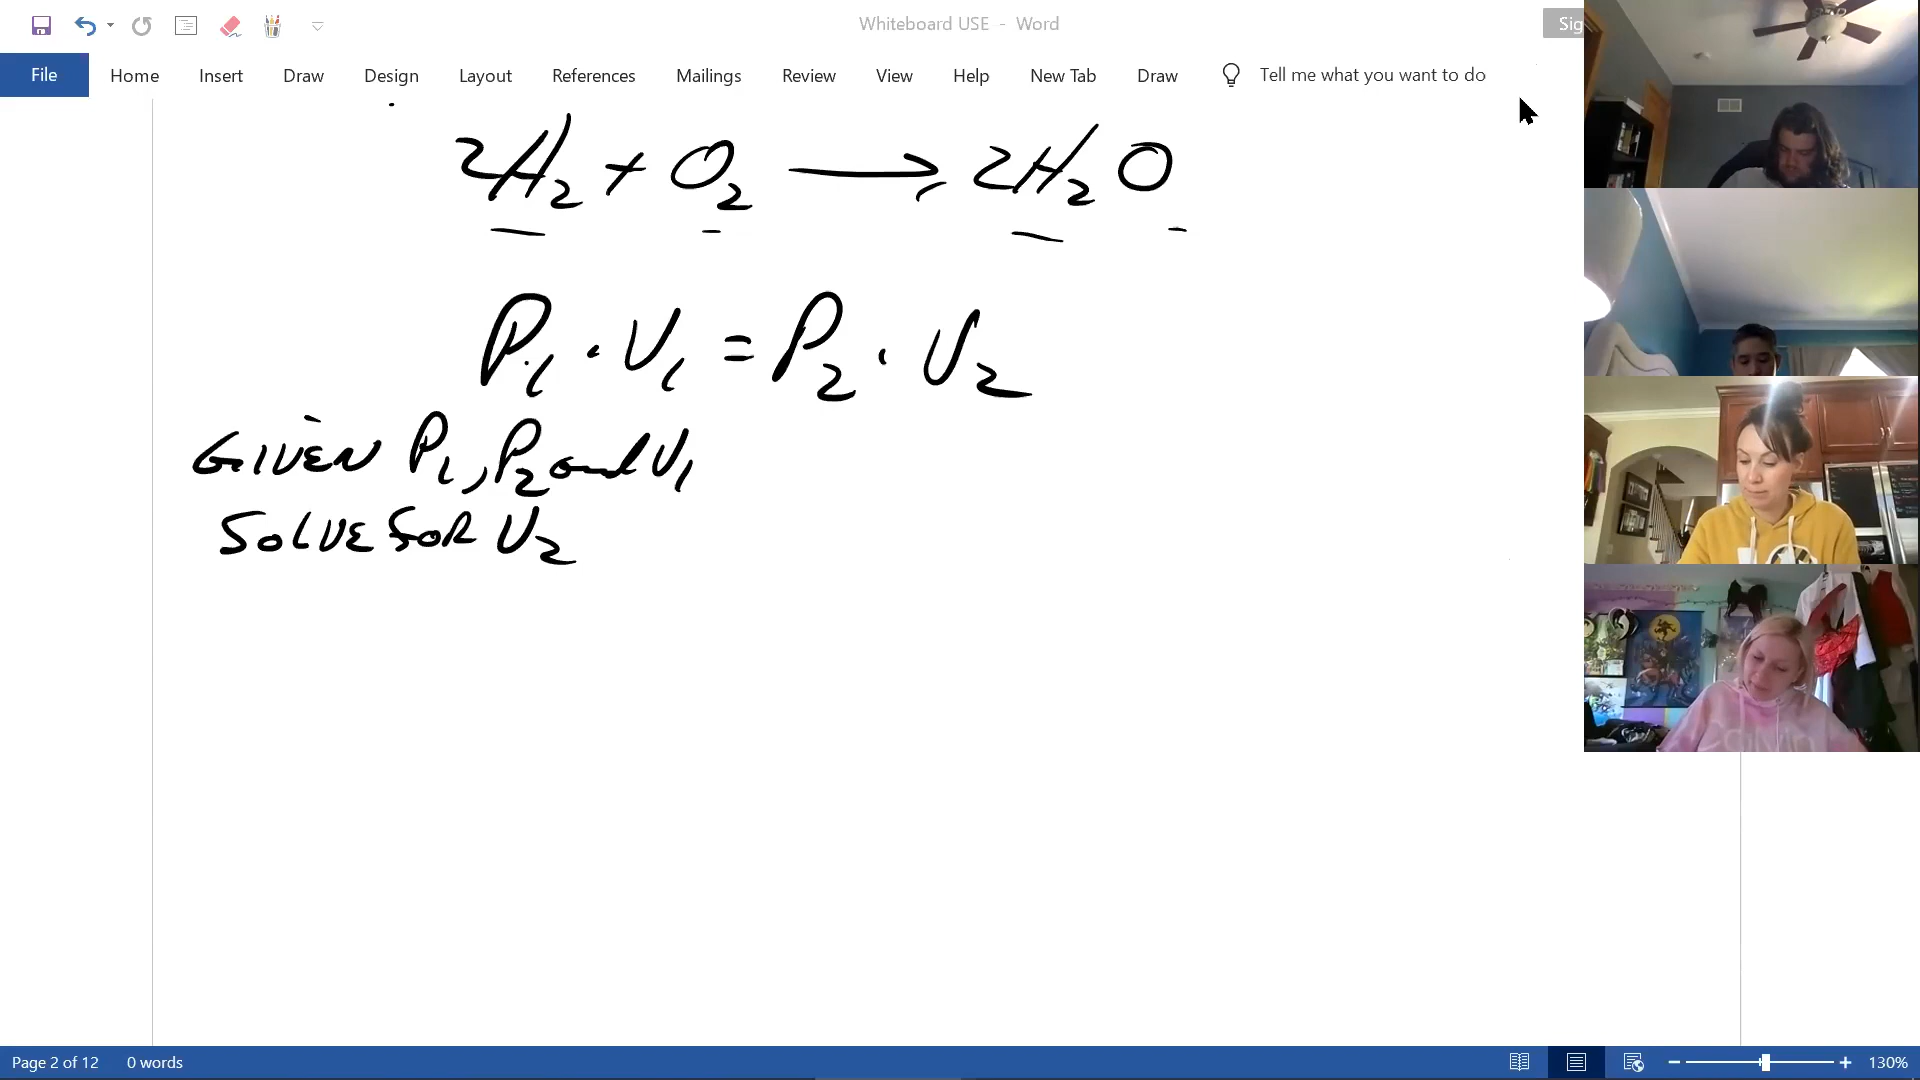 Whiteboard USE - Word
Sig
File Home Insert Draw Design Layout References Mailings Review View Help New Tab Draw Tell me what you want to do
2H₂ + O₂ → 2H₂O
P₁ · V₁ = P₂ · V₂
GIVEN P₁, P₂ and V₁
SOLVE FOR V₂
Page 2 of 12 0 words 130%